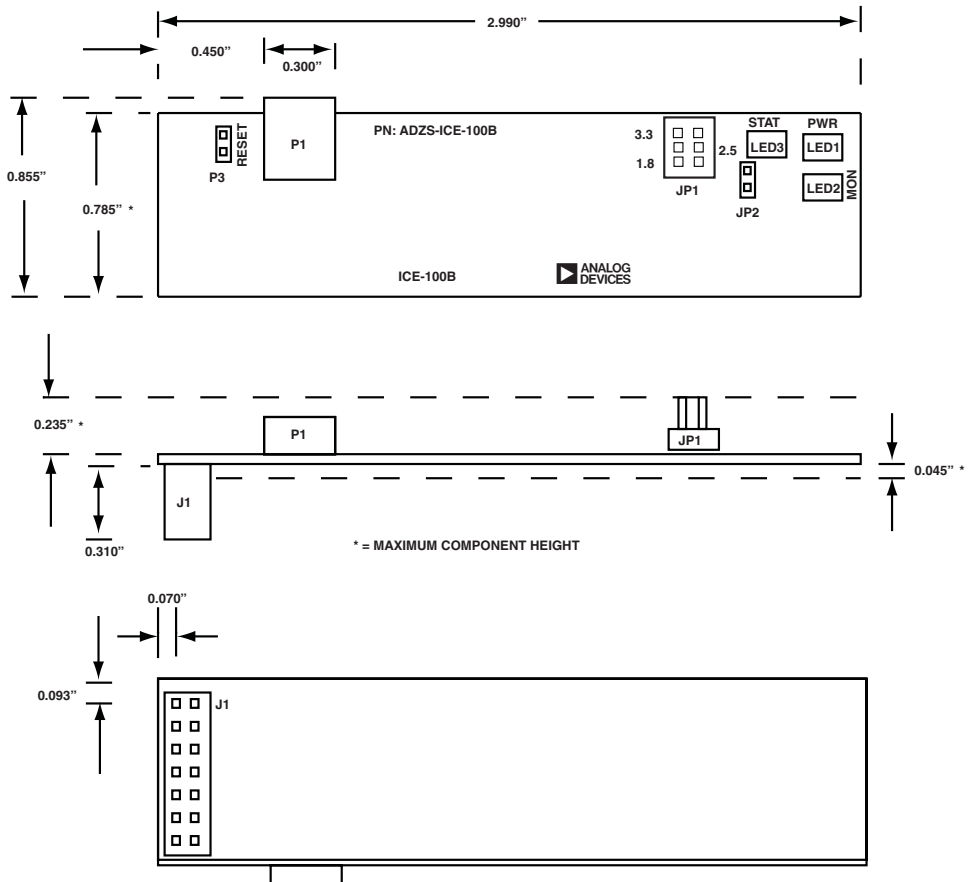 2.990”
0.450”
0.300”
0.855”
0.785” *
P3
RESET
P1
PN: ADZS-ICE-100B
3.3
1.8
2.5
JP1
STAT
LED3
JP2
PWR
LED1
LED2
MON
ICE-100B
ANALOG
DEVICES
0.235” *
P1
JP1
0.045” *
J1
0.310”
* = MAXIMUM COMPONENT HEIGHT
0.070”
0.093”
J1